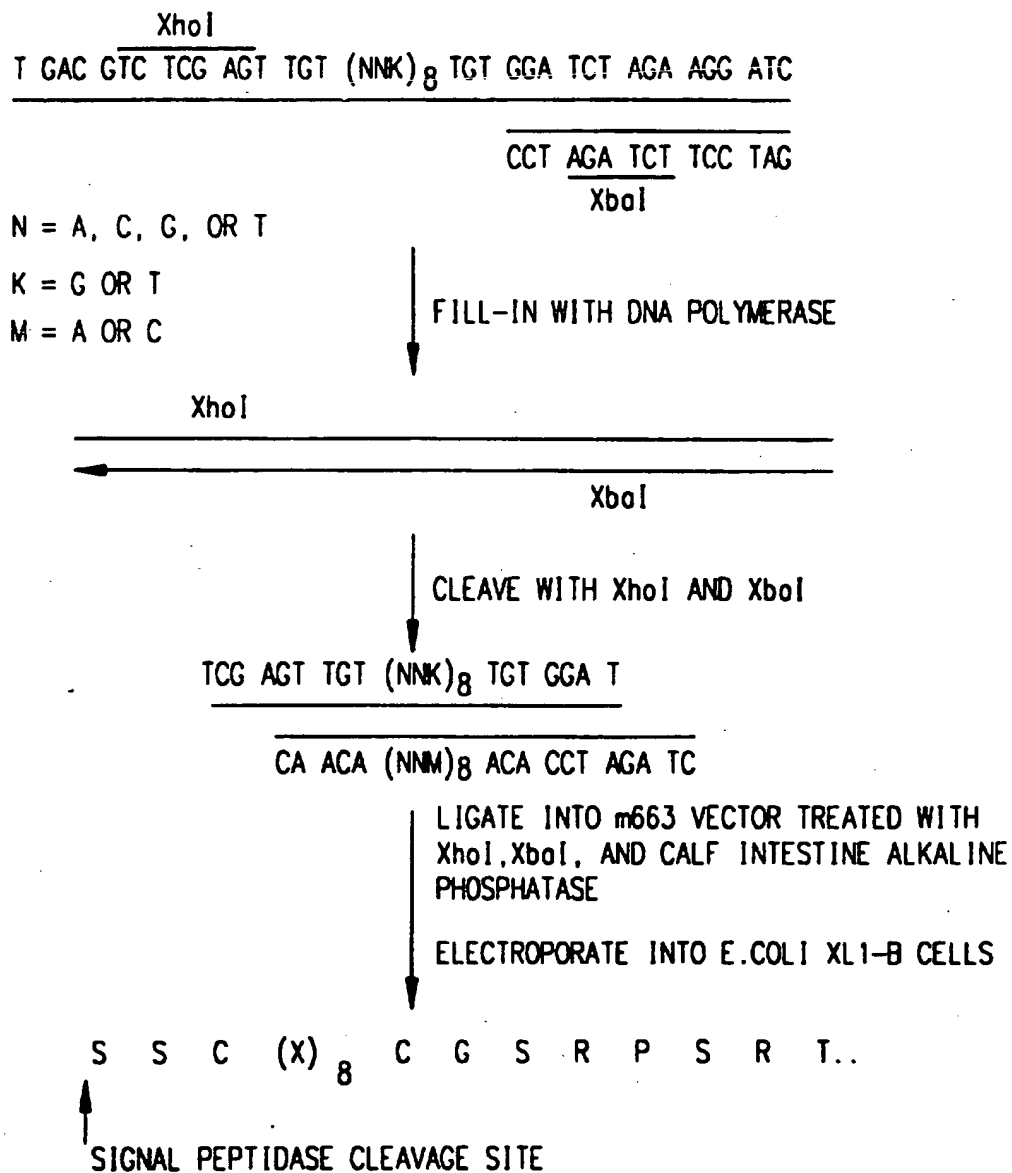 XhoI
T GAC GTC TCG AGT TGT (NNK)8 TGT GGA TCT AGA AGG ATC
CCT AGA TCT TCC TAG
XbaI
N = A, C, G, OR T
K = G OR T
M = A OR C
FILL-IN WITH DNA POLYMERASE
XhoI
XbaI
CLEAVE WITH XhoI AND XbaI
TCG AGT TGT (NNK)8 TGT GGA T
CA ACA (NNM)8 ACA CCT AGA TC
LIGATE INTO m663 VECTOR TREATED WITH
XhoI,XbaI, AND CALF INTESTINE ALKALINE
PHOSPHATASE
ELECTROPORATE INTO E.COLI XL1-B CELLS
S S C (X)8 C G S R P S R T..
SIGNAL PEPTIDASE CLEAVAGE SITE